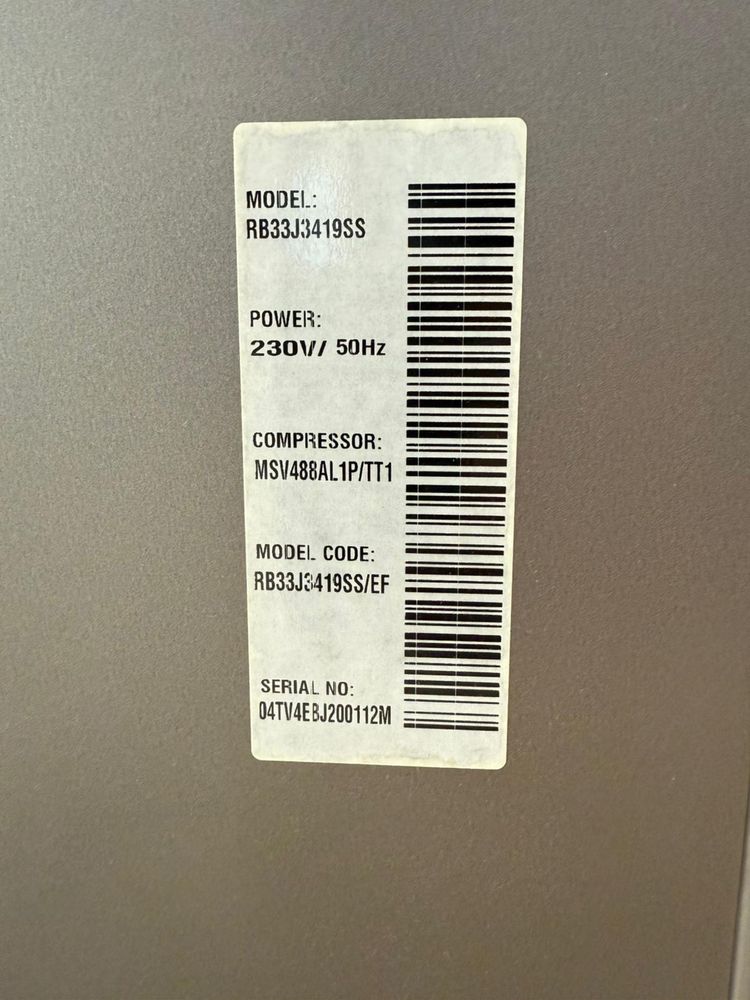 MODEL:
RB33J3419SS
POWER:
230V/ 50Hz
COMPRESSOR:
MSV488AL1P/TT1
MODEL CODE:
RB33J3419SS/EF
SERIAL NO:
04TV4EBJ200112M